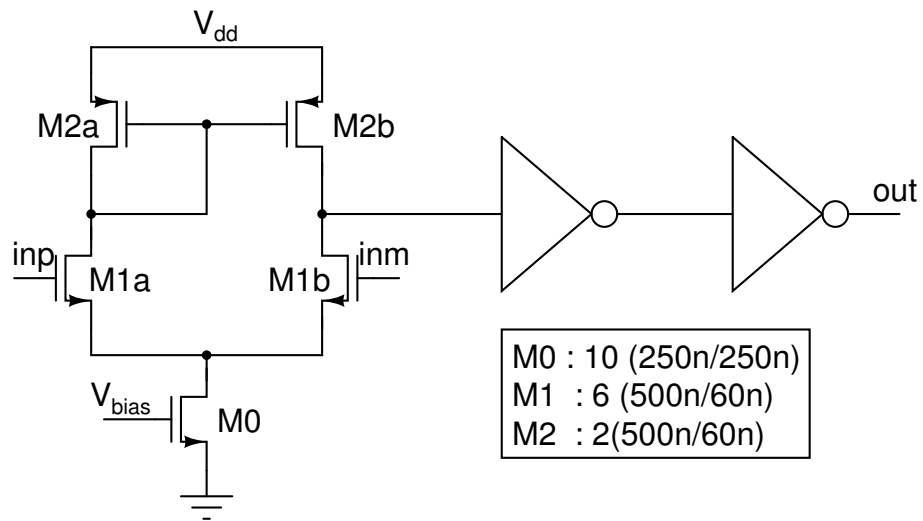 Vdd
M2a
M2b
out
inp
inm
M1a
M1b
Vbias
M0
M0 : 10 (250n/250n)
M1 : 6 (500n/60n)
M2 : 2(500n/60n)